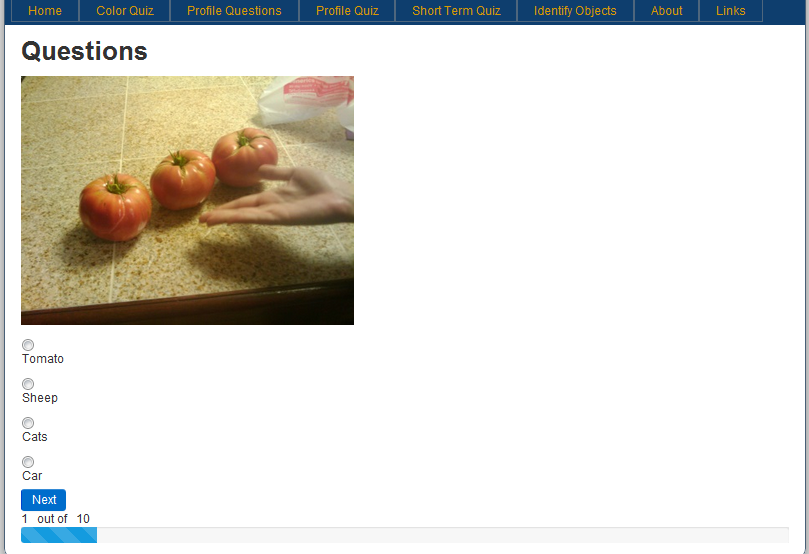 Home Color Quiz Profile Questions Profile Quiz Short Term Quiz Identify Objects About Links
Questions
Tomato
Sheep
Cats
Car
Next
1 out of 10